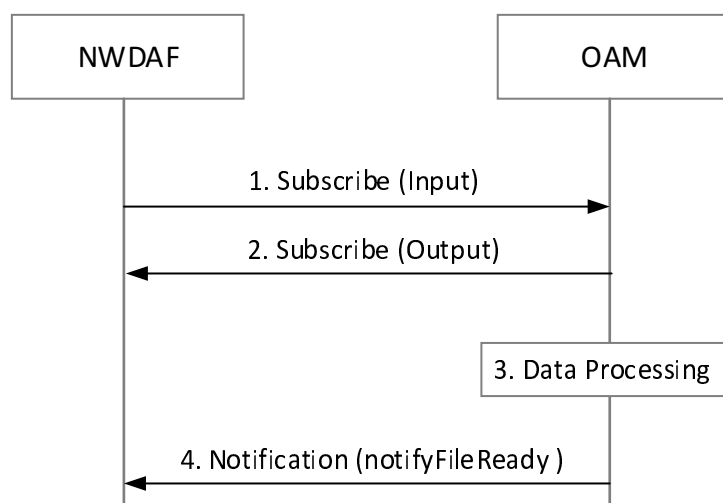 NWDAF
OAM
1. Subscribe (Input)
2. Subscribe (Output)
3. Data Processing
4. Notification (notifyFileReady )